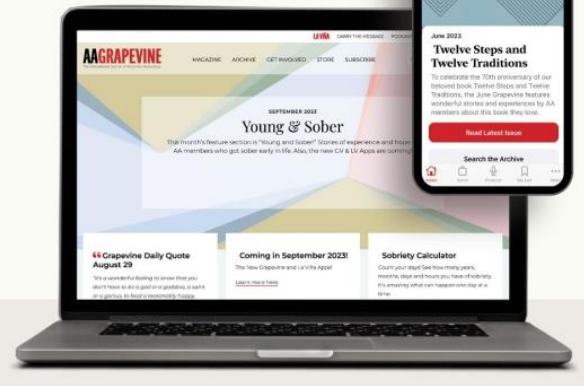 LA VIÑA CARRY THE MESSAGE PODCAST
AAGRAPEVINE
MAGAZINE ARCHIVE GET INVOLVED STORE SUBSCRIBE
SEPTEMBER 2023
Young & Sober
This month's feature section is "Young and Sober" Stories of experience and hope
AA members who got sober early in life. Also, the new GV & LV Apps are coming
Grapevine Daily Quote
August 29
"It's a wonderful feeling to know that you
don't have to be a god or a goddess, a saint
or a genius, to lead a reasonably happy
Coming in September 2023!
The New Grapevine and La Viña Apps!
Learn more here
Sobriety Calculator
Count your days! See how many years,
months, days and hours you have of sobriety.
It's amazing what can happen one day at a
time.
June 2023
Twelve Steps and
Twelve Traditions
To celebrate the 70th anniversary of our
beloved book Twelve Steps and Twelve
Traditions, the June Grapevine features
wonderful stories and experiences by AA
members about this book they love.
Read Latest Issue
Search the Archive
Home